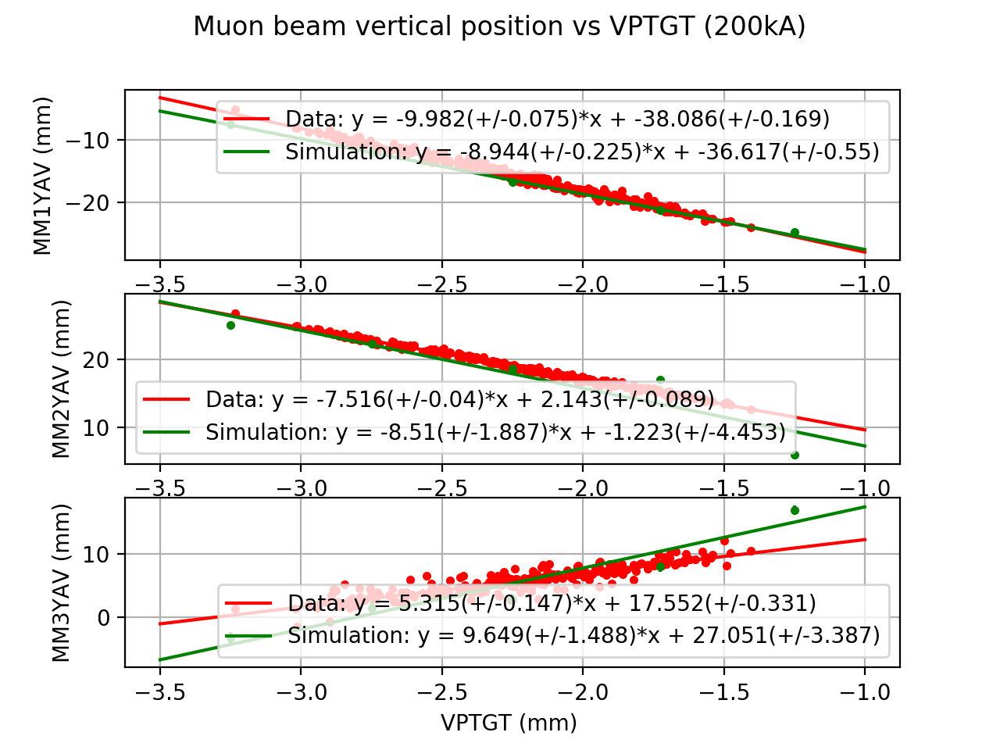 Muon beam vertical position vs VPTGT (200kA)
MM1YAV (mm)
−10
−20
Data: y = -9.982(+/-0.075)*x + -38.086(+/-0.169)
Simulation: y = -8.944(+/-0.225)*x + -36.617(+/-0.55)
−3.5 −3.0 −2.5 −2.0 −1.5 −1.0
MM2YAV (mm)
20
10
Data: y = -7.516(+/-0.04)*x + 2.143(+/-0.089)
Simulation: y = -8.51(+/-1.887)*x + -1.223(+/-4.453)
−3.5 −3.0 −2.5 −2.0 −1.5 −1.0
MM3YAV (mm)
10
0
Data: y = 5.315(+/-0.147)*x + 17.552(+/-0.331)
Simulation: y = 9.649(+/-1.488)*x + 27.051(+/-3.387)
−3.5 −3.0 −2.5 −2.0 −1.5 −1.0
VPTGT (mm)